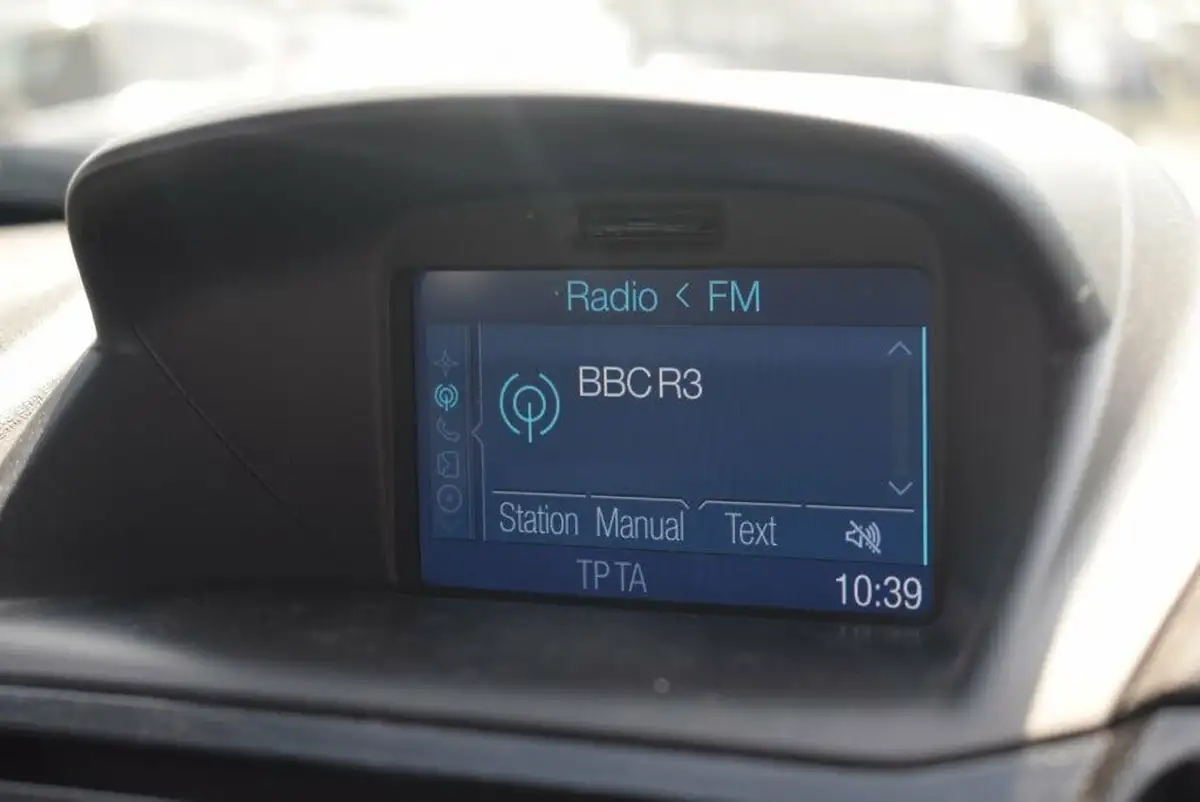 Radio < FM
BBC R3
Station Manual Text
TP TA
10:39